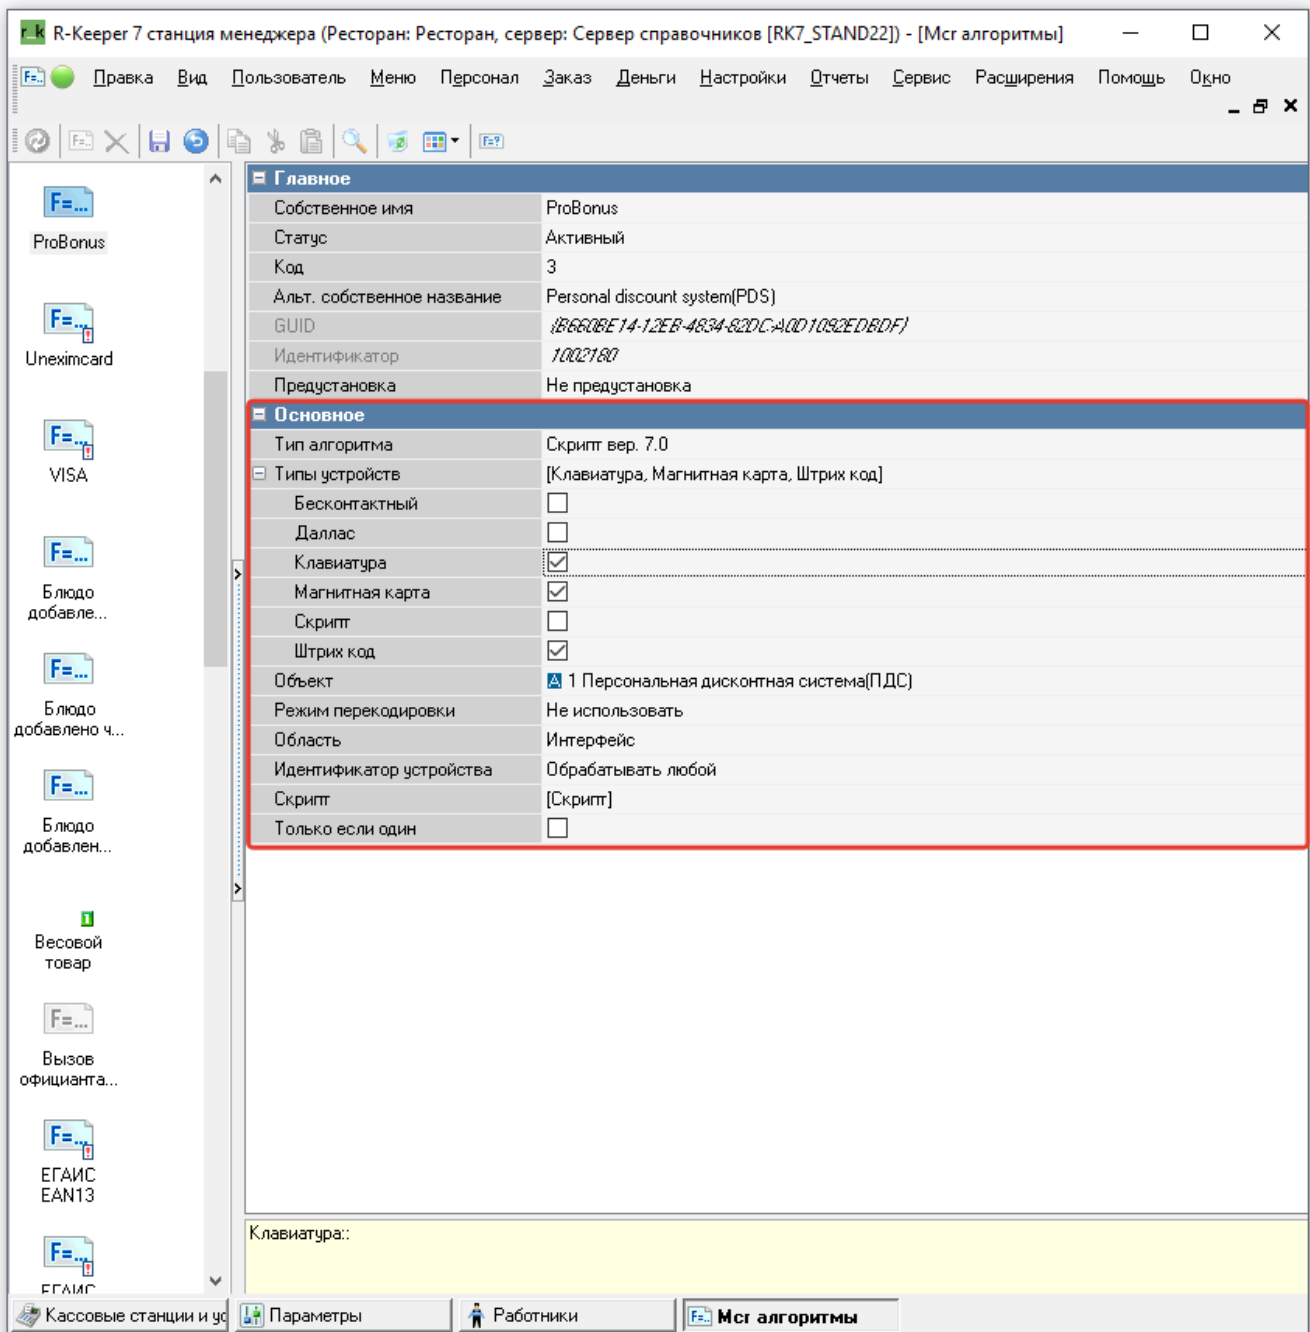 R-Keeper 7 станция менеджера (Ресторан: Ресторан, сервер: Сервер справочников [RK7_STAND22]) - [Mcr алгоритмы]
Правка Вид Пользователь Меню Персонал Заказ Деньги Настройки Отчеты Сервис Расширения Помощь Окно
ProBonus
Uneximcard
VISA
Блюдо
добавле...
Блюдо
добавлено ч...
Блюдо
добавлен...
Весовой
товар
Вызов
официанта...
ЕГАИС
EAN13
ЕГАИС
Главное
Собственное имя ProBonus
Статус Активный
Код 3
Альт. собственное название Personal discount system(PDS)
GUID {B660BE14-12EB-4834-82DC-A0D1092EDBDF}
Идентификатор 1002180
Предустановка Не предустановка
Основное
Тип алгоритма Скрипт вер. 7.0
Типы устройств [Клавиатура, Магнитная карта, Штрих код]
Бесконтактный
Даллас
Клавиатура
Магнитная карта
Скрипт
Штрих код
Объект 1 Персональная дисконтная система(ПДС)
Режим перекодировки Не использовать
Область Интерфейс
Идентификатор устройства Обрабатывать любой
Скрипт [Скрипт]
Только если один
Клавиатура::
Кассовые станции и ус Параметры Работники Mcr алгоритмы